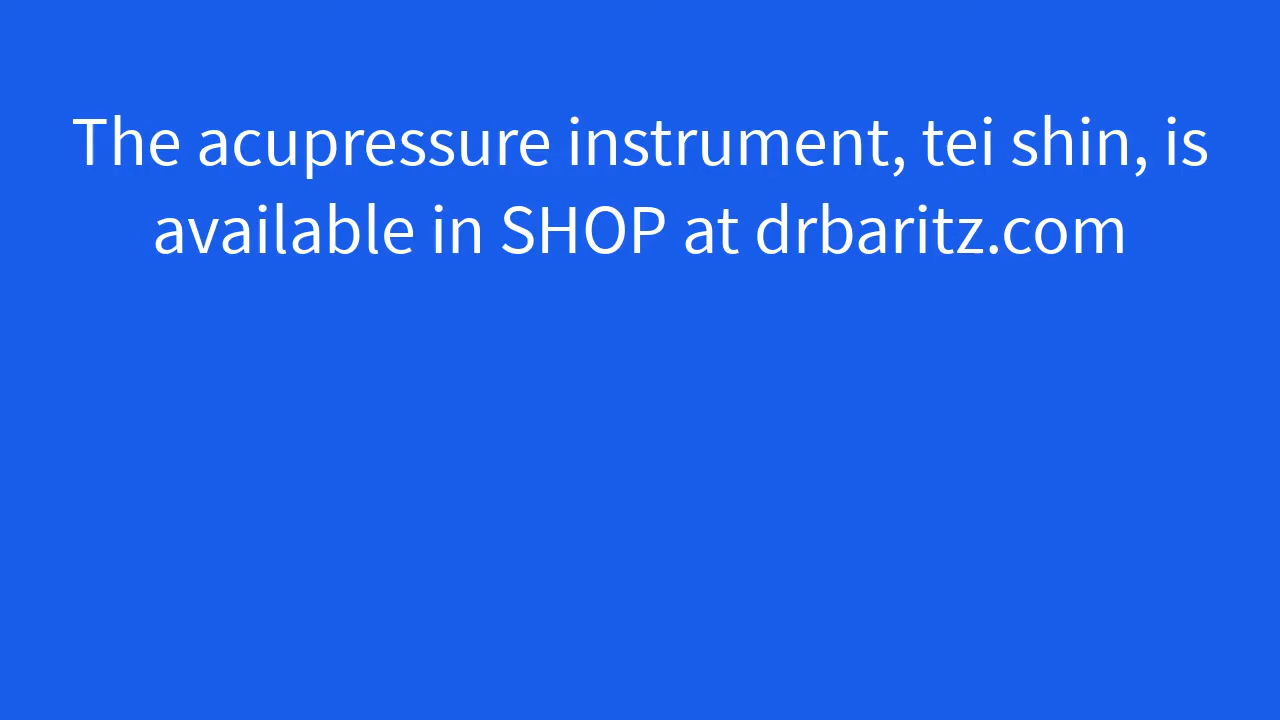 The acupressure instrument, tei shin, is
available in SHOP at drbaritz.com